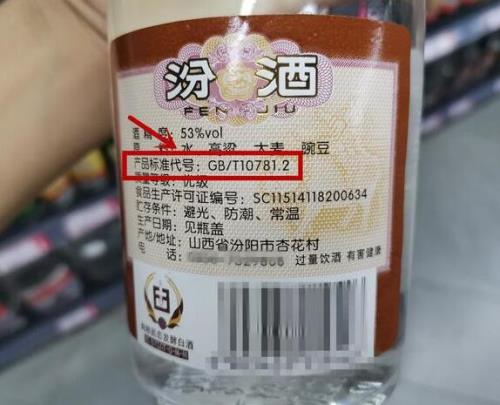 汾酒
FEN JIU
酒精度：53%vol
水、高粱、大麦、豌豆
产品标准代号：GB/T10781.2
质量等级：优级
食品生产许可证编号：SC11514118200634
贮存条件：避光、防潮、常温
生产日期：见瓶盖
产地/地址：山西省汾阳市杏花村
电话：
过量饮酒 有害健康